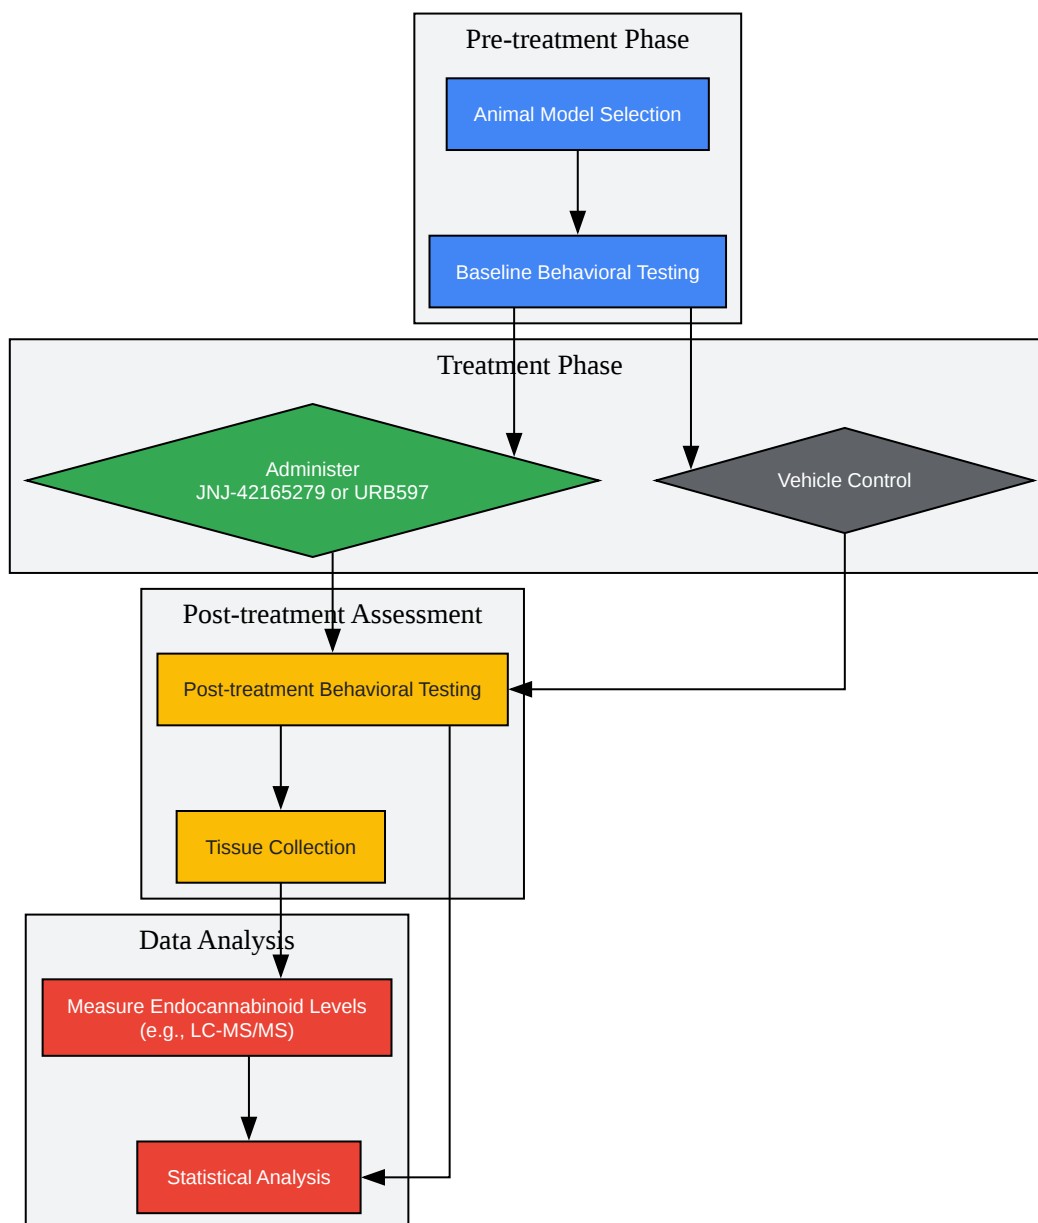 Pre-treatment Phase
Animal Model Selection
Baseline Behavioral Testing
Treatment Phase
Administer
JNJ-42165279 or URB597
Vehicle Control
Post-treatment Assessment
Post-treatment Behavioral Testing
Tissue Collection
Data Analysis
Measure Endocannabinoid Levels
(e.g., LC-MS/MS)
Statistical Analysis